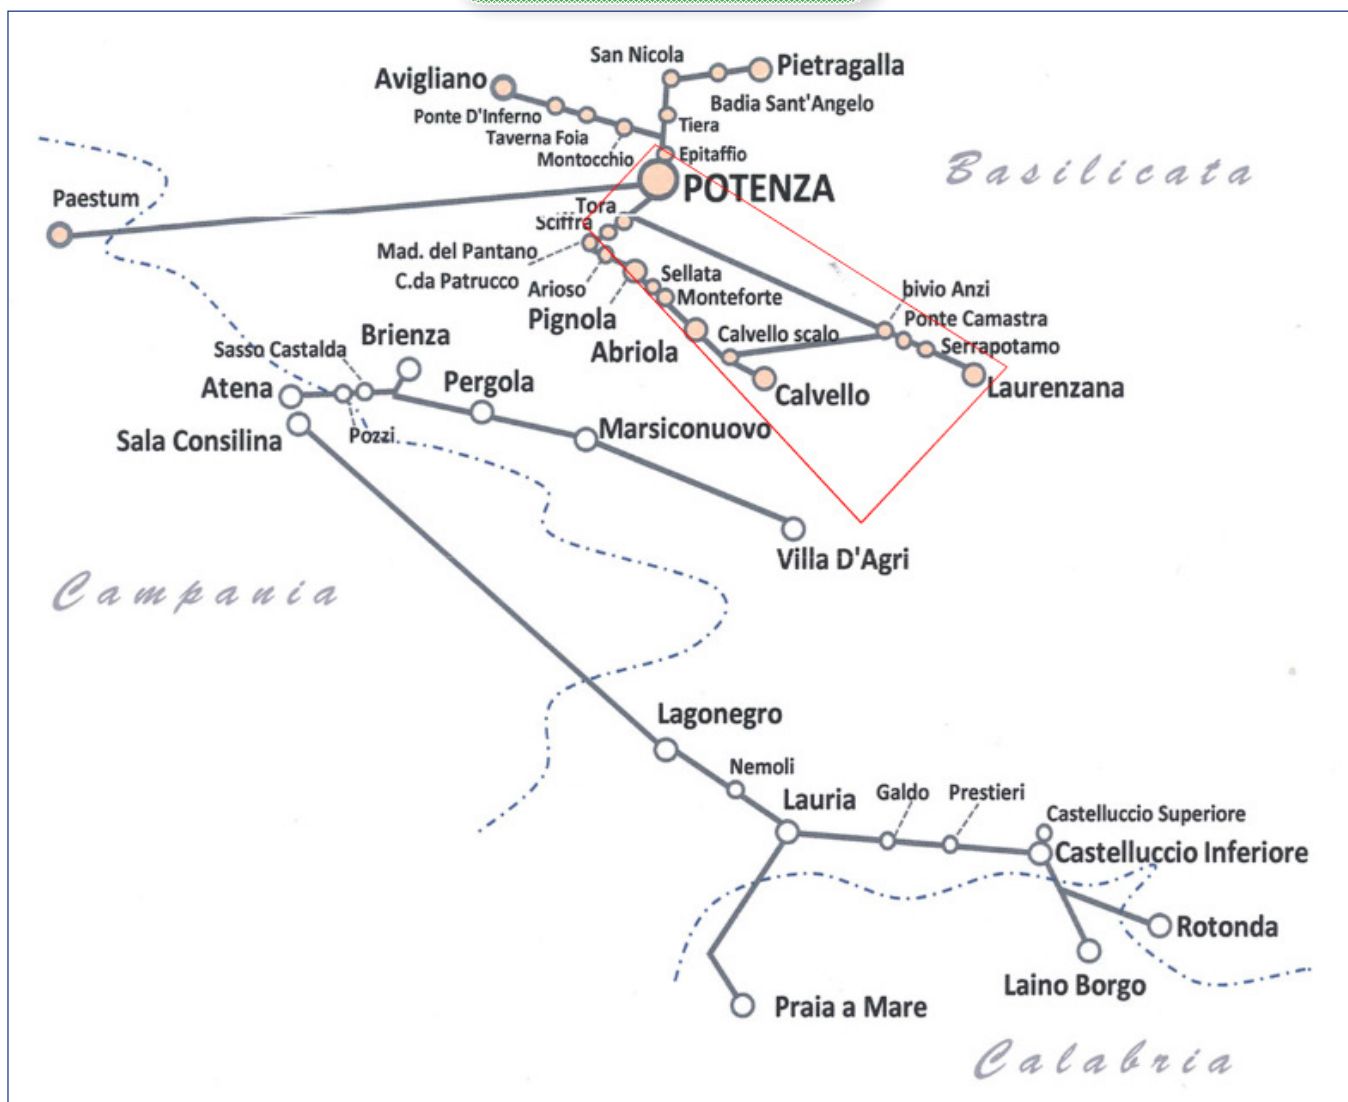 San Nicola
Pietragalla
Avigliano
Badia Sant'Angelo
Ponte D'Inferno
Tiera
Taverna Foia
Montocchio
Epitaffio
Basilicata
POTENZA
Paestum
Tora
Sciffra
Mad. del Pantano
C.da Patrucco
Sellata
Arioso
Monteforte
bivio Anzi
Pignola
Ponte Camastra
Brienza
Calvello scalo
Abriola
Serrapotamo
Sasso Castalda
Atena
Pergola
Calvello
Laurenzana
Sala Consilina
Pozzi
Marsiconuovo
Villa D'Agri
Campania
Lagonegro
Nemoli
Lauria
Galdo
Prestieri
Castelluccio Superiore
Castelluccio Inferiore
Rotonda
Laino Borgo
Praia a Mare
Calabria